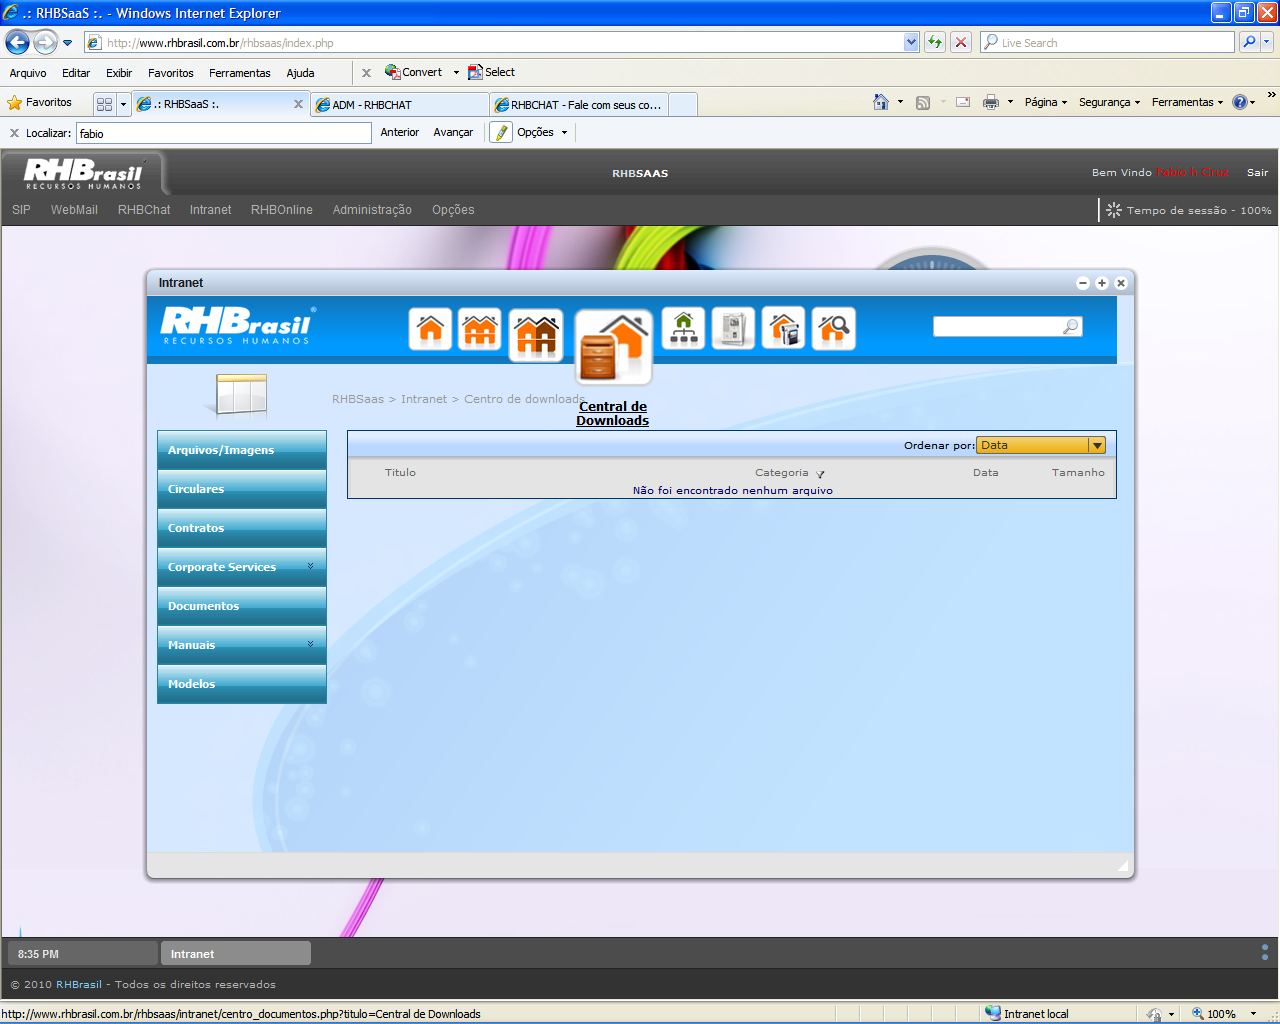 .: RHBSaaS :. - Windows Internet Explorer
http://www.rhbrasil.com.br/rhbsaas/index.php
Live Search
Arquivo Editar Exibir Favoritos Ferramentas Ajuda
Convert
Select
Favoritos
.: RHBSaaS :.
ADM - RHBCHAT
RHBCHAT - Fale com seus co...
Página
Segurança
Ferramentas
Localizar: fabio
Anterior Avançar
Opções
RHBrasil
RECURSOS HUMANOS
RHBSAAS
Bem Vindo Fabio h Cruz Sair
SIP WebMail RHBChat Intranet RHBOnline Administração Opções
Tempo de sessão - 100%
Intranet
RHBrasil®
RECURSOS HUMANOS
RHBSaas > Intranet > Centro de downloads
Central de
Downloads
Arquivos/Imagens
Circulares
Contratos
Corporate Services
Documentos
Manuais
Modelos
Ordenar por: Data
Titulo Categoria Data Tamanho
Não foi encontrado nenhum arquivo
8:35 PM
Intranet
© 2010 RHBrasil - Todos os direitos reservados
http://www.rhbrasil.com.br/rhbsaas/intranet/centro_documentos.php?titulo=Central de Downloads
Intranet local
100%